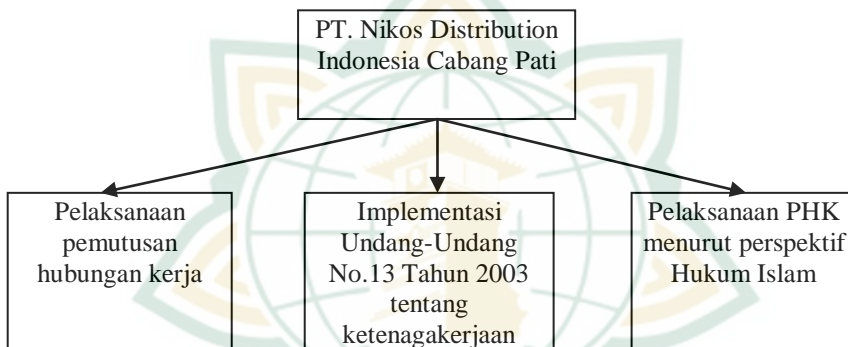 PT. Nikos Distribution
Indonesia Cabang Pati
Pelaksanaan
pemutusan
hubungan kerja
Implementasi
Undang-Undang
No.13 Tahun 2003
tentang
ketenagakerjaan
Pelaksanaan PHK
menurut perspektif
Hukum Islam